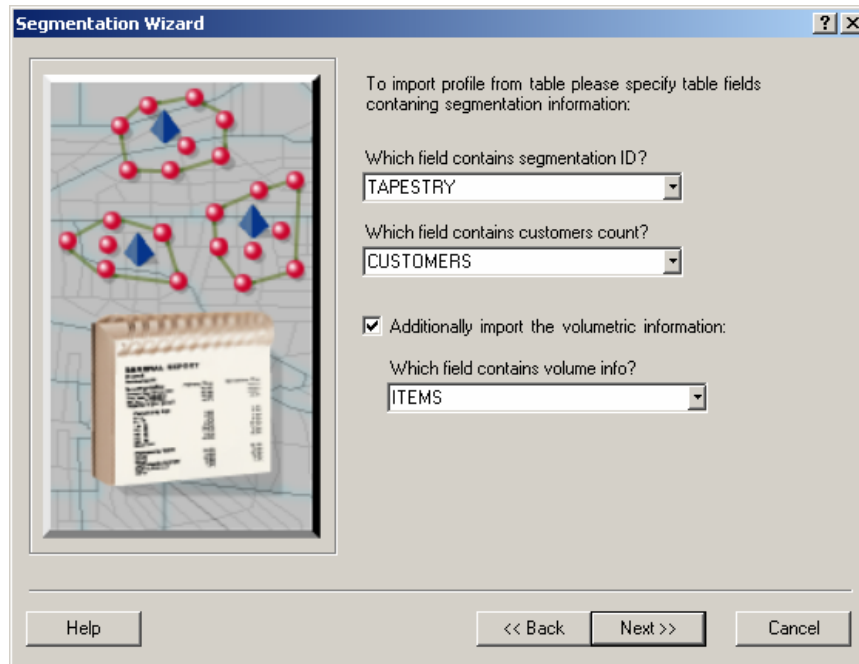 Segmentation Wizard
To import profile from table please specify table fields
contaning segmentation information:
Which field contains segmentation ID?
TAPESTRY
Which field contains customers count?
CUSTOMERS
Additionally import the volumetric information:
Which field contains volume info?
ITEMS
Help
<< Back
Next >>
Cancel